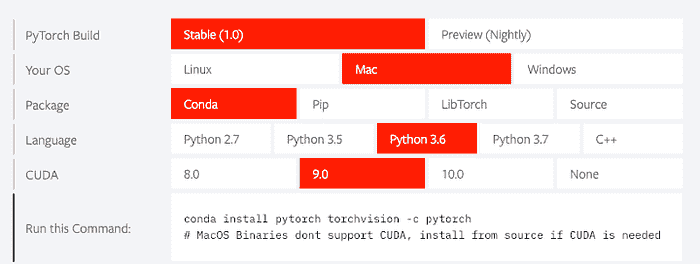 PyTorch Build Stable (1.0) Preview (Nightly)
Your OS Linux Mac Windows
Package Conda Pip LibTorch Source
Language Python 2.7 Python 3.5 Python 3.6 Python 3.7 C++
CUDA 8.0 9.0 10.0 None
Run this Command: conda install pytorch torchvision -c pytorch
# MacOS Binaries dont support CUDA, install from source if CUDA is needed